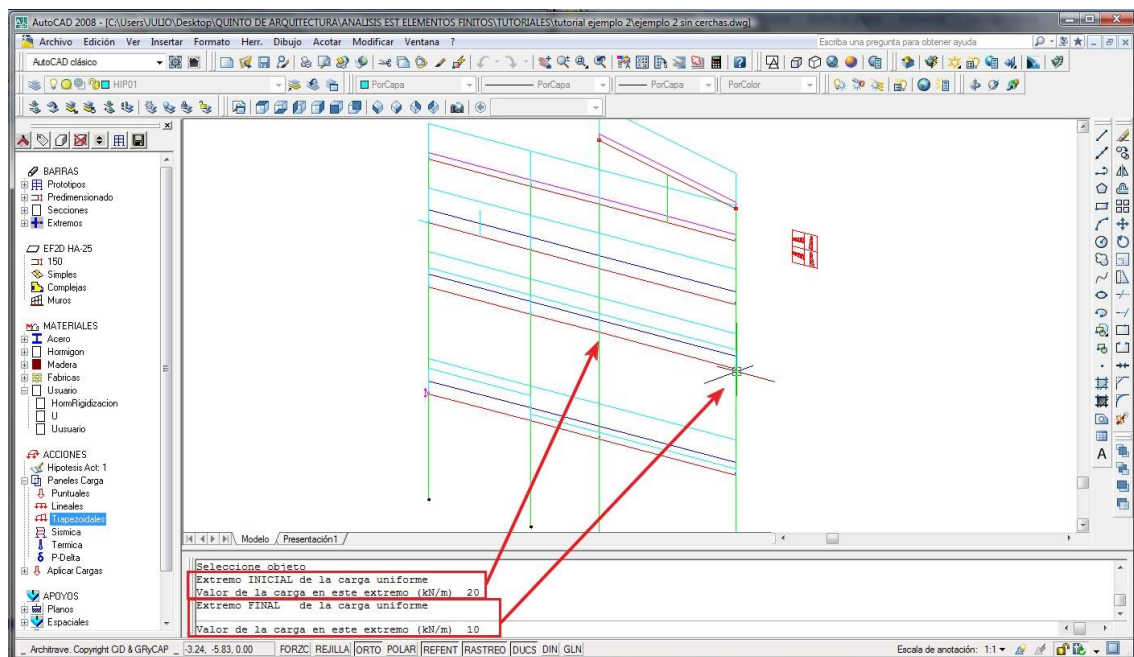 AutoCAD 2008 - [C:\Users\JULIO\Desktop\QUINTO DE ARQUITECTURA\ANALISIS EST ELEMENTOS FINITOS\TUTORIALES\tutorial ejemplo 2\ejemplo 2 sin cerchas.dwg]
Archivo Edición Ver Insertar Formato Herr. Dibujo Acotar Modificar Ventana ?
Escriba una pregunta para obtener ayuda
AutoCAD clásico
HIP01
PorCapa PorCapa PorCapa PorColor
BARRAS
Prototipos
Predimensionado
Secciones
Extremos
EF2D HA-25
150
Simples
Complejas
Muros
MATERIALES
Acero
Hormigon
Madera
Fabricas
Usuario
HormRigidizacion
U
Uusuario
ACCIONES
Hipotesis Act: 1
Paneles Carga
Puntuales
Lineales
Trapezoidales
Sismica
Termica
P-Delta
Aplicar Cargas
APOYOS
Planos
Espaciales
Modelo Presentación1
Seleccione objeto
Extremo INICIAL de la carga uniforme
Valor de la carga en este extremo (kN/m) 20
Extremo FINAL de la carga uniforme
Valor de la carga en este extremo (kN/m) 10
_ Architrave. Copyright CiD & GRyCAP _ -3.24, -5.83, 0.00 FORZC REJILLA ORTO POLAR REFENT RASTREO DUCS DIN GLN Escala de anotación: 1:1